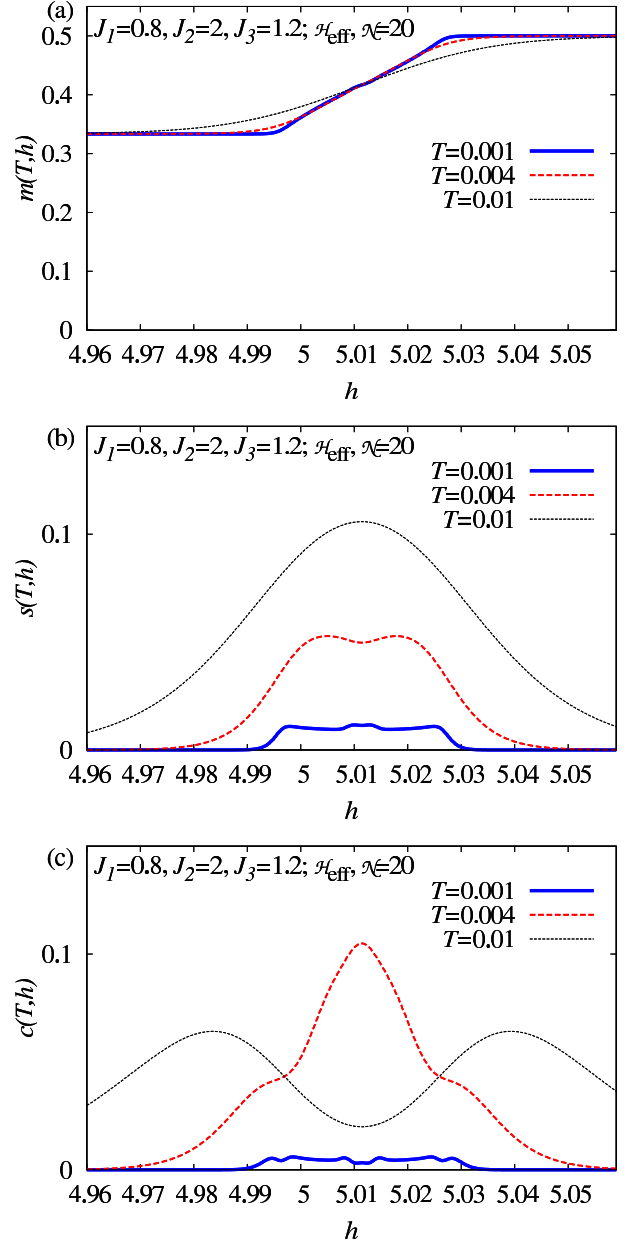 (a)
J1=0.8, J2=2, J3=1.2; ℋeff, 𝒩=20
0.5
0.4
0.3
0.2
0.1
0
m(T,h)
T=0.001
T=0.004
T=0.01
4.96 4.97 4.98 4.99 5 5.01 5.02 5.03 5.04 5.05
h
(b)
J1=0.8, J2=2, J3=1.2; ℋeff, 𝒩=20
0.1
0
s(T,h)
T=0.001
T=0.004
T=0.01
4.96 4.97 4.98 4.99 5 5.01 5.02 5.03 5.04 5.05
h
(c)
J1=0.8, J2=2, J3=1.2; ℋeff, 𝒩=20
0.1
0
c(T,h)
T=0.001
T=0.004
T=0.01
4.96 4.97 4.98 4.99 5 5.01 5.02 5.03 5.04 5.05
h